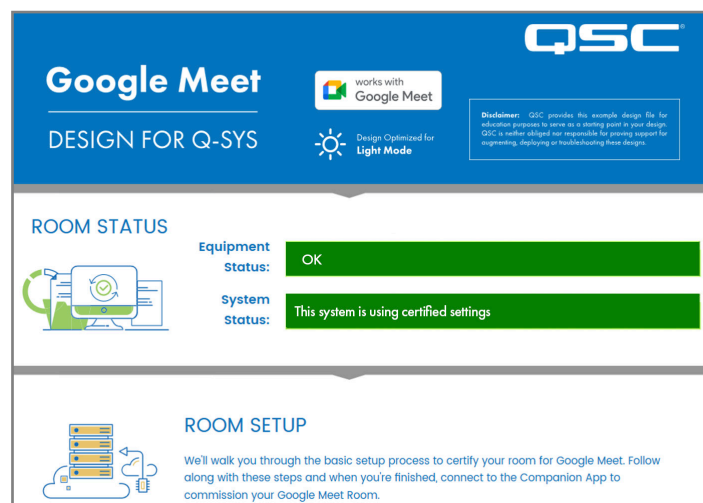 QSC
Google Meet
DESIGN FOR Q-SYS
works with
Google Meet
Design Optimized for
Light Mode
Disclaimer: QSC provides this example design file for
education purposes to serve as a starting point in your design.
QSC is neither obliged nor responsible for proving support for
augmenting, deploying or troubleshooting these designs.
ROOM STATUS
Equipment
Status:
OK
System
Status:
This system is using certified settings
ROOM SETUP
We'll walk you through the basic setup process to certify your room for Google Meet. Follow
along with these steps and when you're finished, connect to the Companion App to
commission your Google Meet Room.